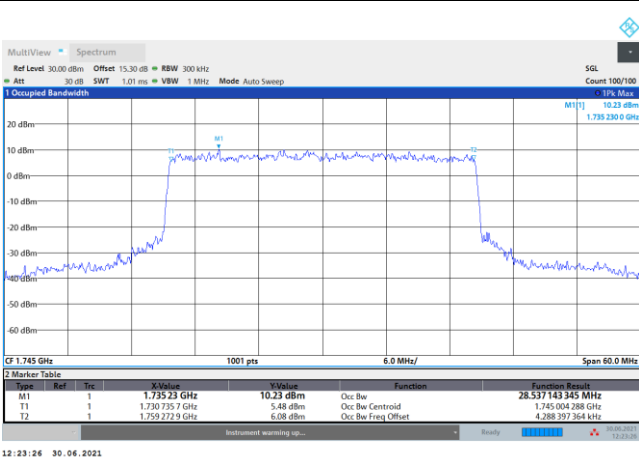 MultiView Spectrum
Ref Level 30.00 dBm Offset 15.30 dB RBW 300 kHz SGL
Att 30 dB SWT 1.01 ms VBW 1 MHz Mode Auto Sweep Count 100/100
1 Occupied Bandwidth 1Pk Max
M1[1] 10.23 dBm
1.735 230 0 GHz
20 dBm
M1
10 dBm
T1
T2
0 dBm
-10 dBm
-20 dBm
-30 dBm
-40 dBm
-50 dBm
-60 dBm
CF 1.745 GHz 1001 pts 6.0 MHz/ Span 60.0 MHz
2 Marker Table
Type Ref Trc X-Value Y-Value Function Function Result
M1 1 1.735 23 GHz 10.23 dBm Occ Bw 28.537 143 345 MHz
T1 1 1.730 735 7 GHz 5.48 dBm Occ Bw Centroid 1.745 004 288 GHz
T2 1 1.759 272 9 GHz 6.08 dBm Occ Bw Freq Offset 4.288 397 364 kHz
Instrument warming up... Ready 30.06.2021
12:23:26
12:23:26 30.06.2021